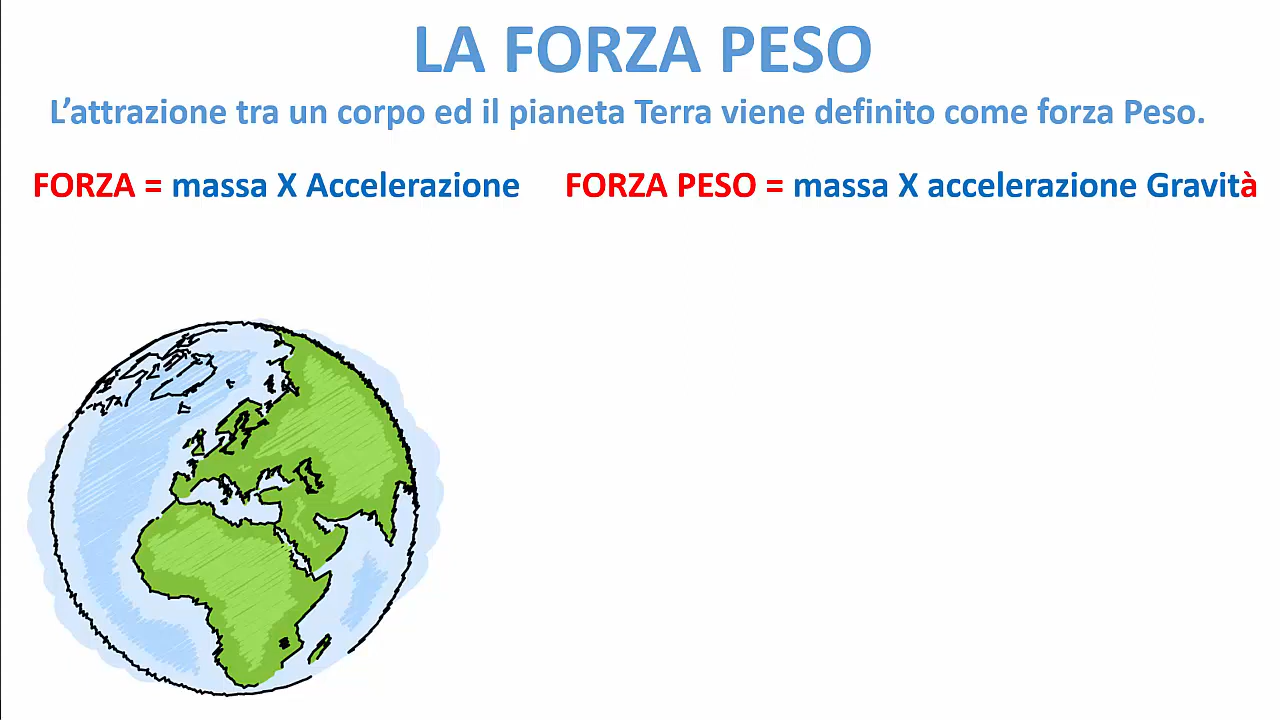 LA FORZA PESO
L'attrazione tra un corpo ed il pianeta Terra viene definito come forza Peso.
FORZA = massa X Accelerazione FORZA PESO = massa X accelerazione Gravità